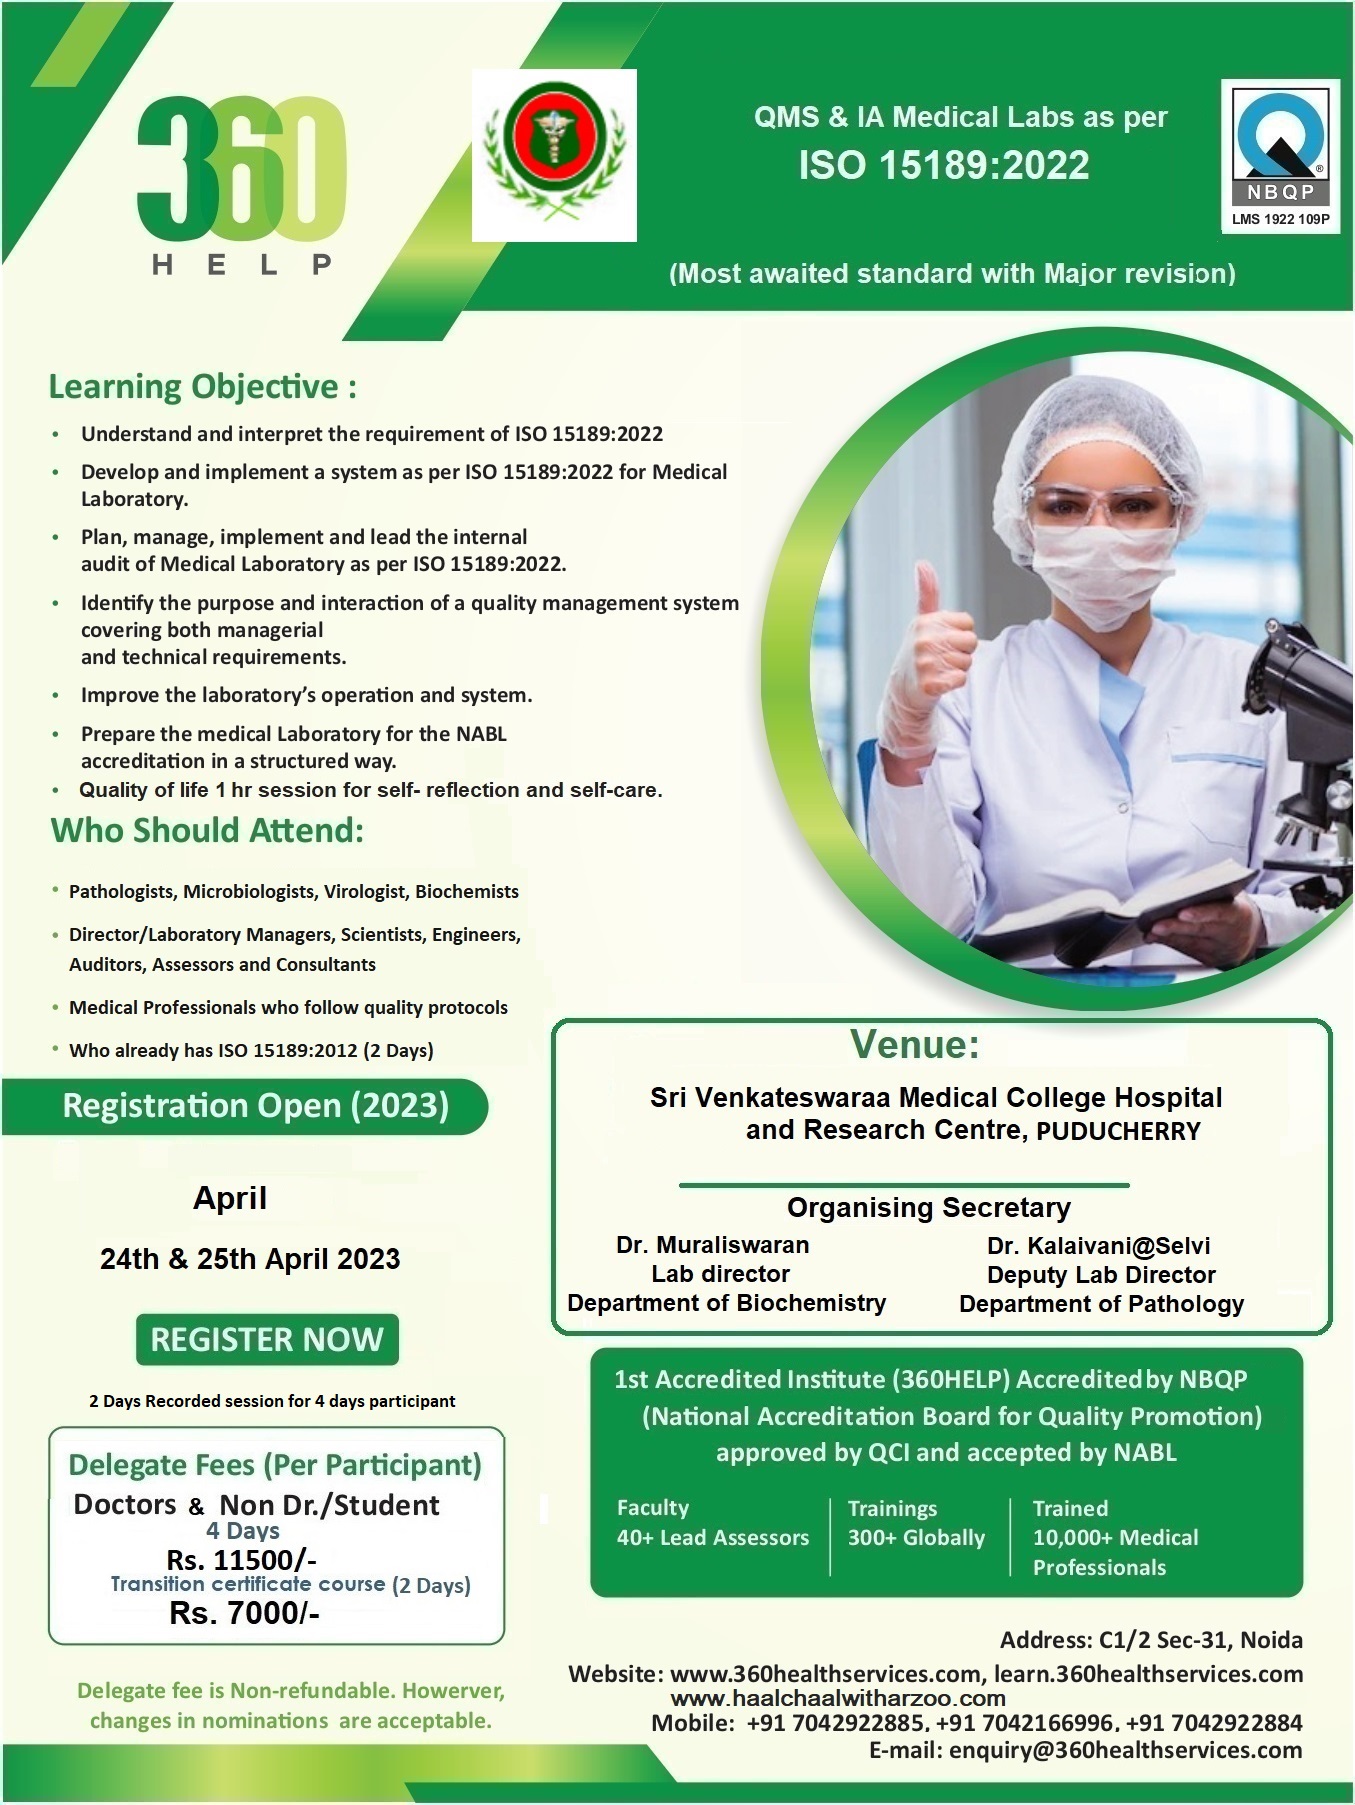 360
HELP
QMS & IA Medical Labs as per
ISO 15189:2022
(Most awaited standard with Major revision)
®
NBQP
LMS 1922 109P
Learning Objective :
• Understand and interpret the requirement of ISO 15189:2022
• Develop and implement a system as per ISO 15189:2022 for Medical
Laboratory.
• Plan, manage, implement and lead the internal
audit of Medical Laboratory as per ISO 15189:2022.
• Identify the purpose and interaction of a quality management system
covering both managerial
and technical requirements.
• Improve the laboratory's operation and system.
• Prepare the medical Laboratory for the NABL
accreditation in a structured way.
• Quality of life 1 hr session for self- reflection and self-care.
Who Should Attend:
• Pathologists, Microbiologists, Virologist, Biochemists
• Director/Laboratory Managers, Scientists, Engineers,
Auditors, Assessors and Consultants
• Medical Professionals who follow quality protocols
• Who already has ISO 15189:2012 (2 Days)
Registration Open (2023)
April
24th & 25th April 2023
REGISTER NOW
2 Days Recorded session for 4 days participant
Delegate Fees (Per Participant)
Doctors & Non Dr./Student
4 Days
Rs. 11500/-
Transition certificate course (2 Days)
Rs. 7000/-
Delegate fee is Non-refundable. Howerver,
changes in nominations are acceptable.
Venue:
Sri Venkateswaraa Medical College Hospital
and Research Centre, PUDUCHERRY
Organising Secretary
Dr. Muraliswaran
Lab director
Department of Biochemistry
Dr. Kalaivani@Selvi
Deputy Lab Director
Department of Pathology
1st Accredited Institute (360HELP) Accredited by NBQP
(National Accreditation Board for Quality Promotion)
approved by QCI and accepted by NABL
Faculty
40+ Lead Assessors
Trainings
300+ Globally
Trained
10,000+ Medical
Professionals
Address: C1/2 Sec-31, Noida
Website: www.360healthservices.com, learn.360healthservices.com
www.haalchaalwitharzoo.com
Mobile: +91 7042922885, +91 7042166996, +91 7042922884
E-mail: enquiry@360healthservices.com